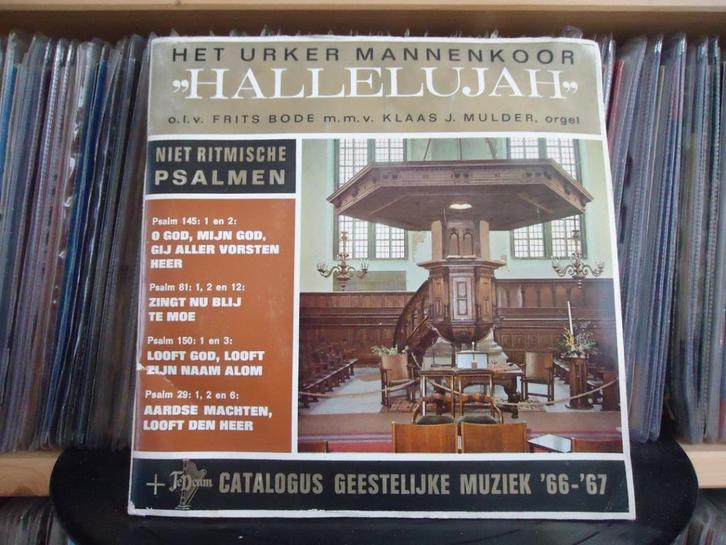 HET URKER MANNENKOOR
„HALLELUJAH”
o.l.v. FRITS BODE m.m.v. KLAAS J. MULDER, orgel
NIET RITMISCHE
PSALMEN
Psalm 145: 1 en 2:
O GOD, MIJN GOD,
GIJ ALLER VORSTEN
HEER
Psalm 81: 1, 2 en 12:
ZINGT NU BLIJ
TE MOE
Psalm 150: 1 en 3:
LOOFT GOD, LOOFT
ZIJN NAAM ALOM
Psalm 29: 1, 2 en 6:
AARDSE MACHTEN,
LOOFT DEN HEER
+ TeDeum CATALOGUS GEESTELIJKE MUZIEK '66-'67